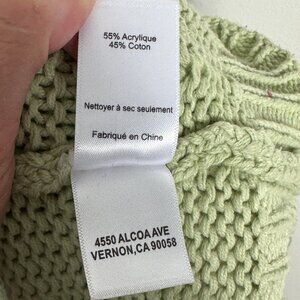 55% Acrylique
45% Coton
Nettoyer à sec seulement
Fabriqué en Chine
4550 ALCOA AVE
VERNON,CA 90058